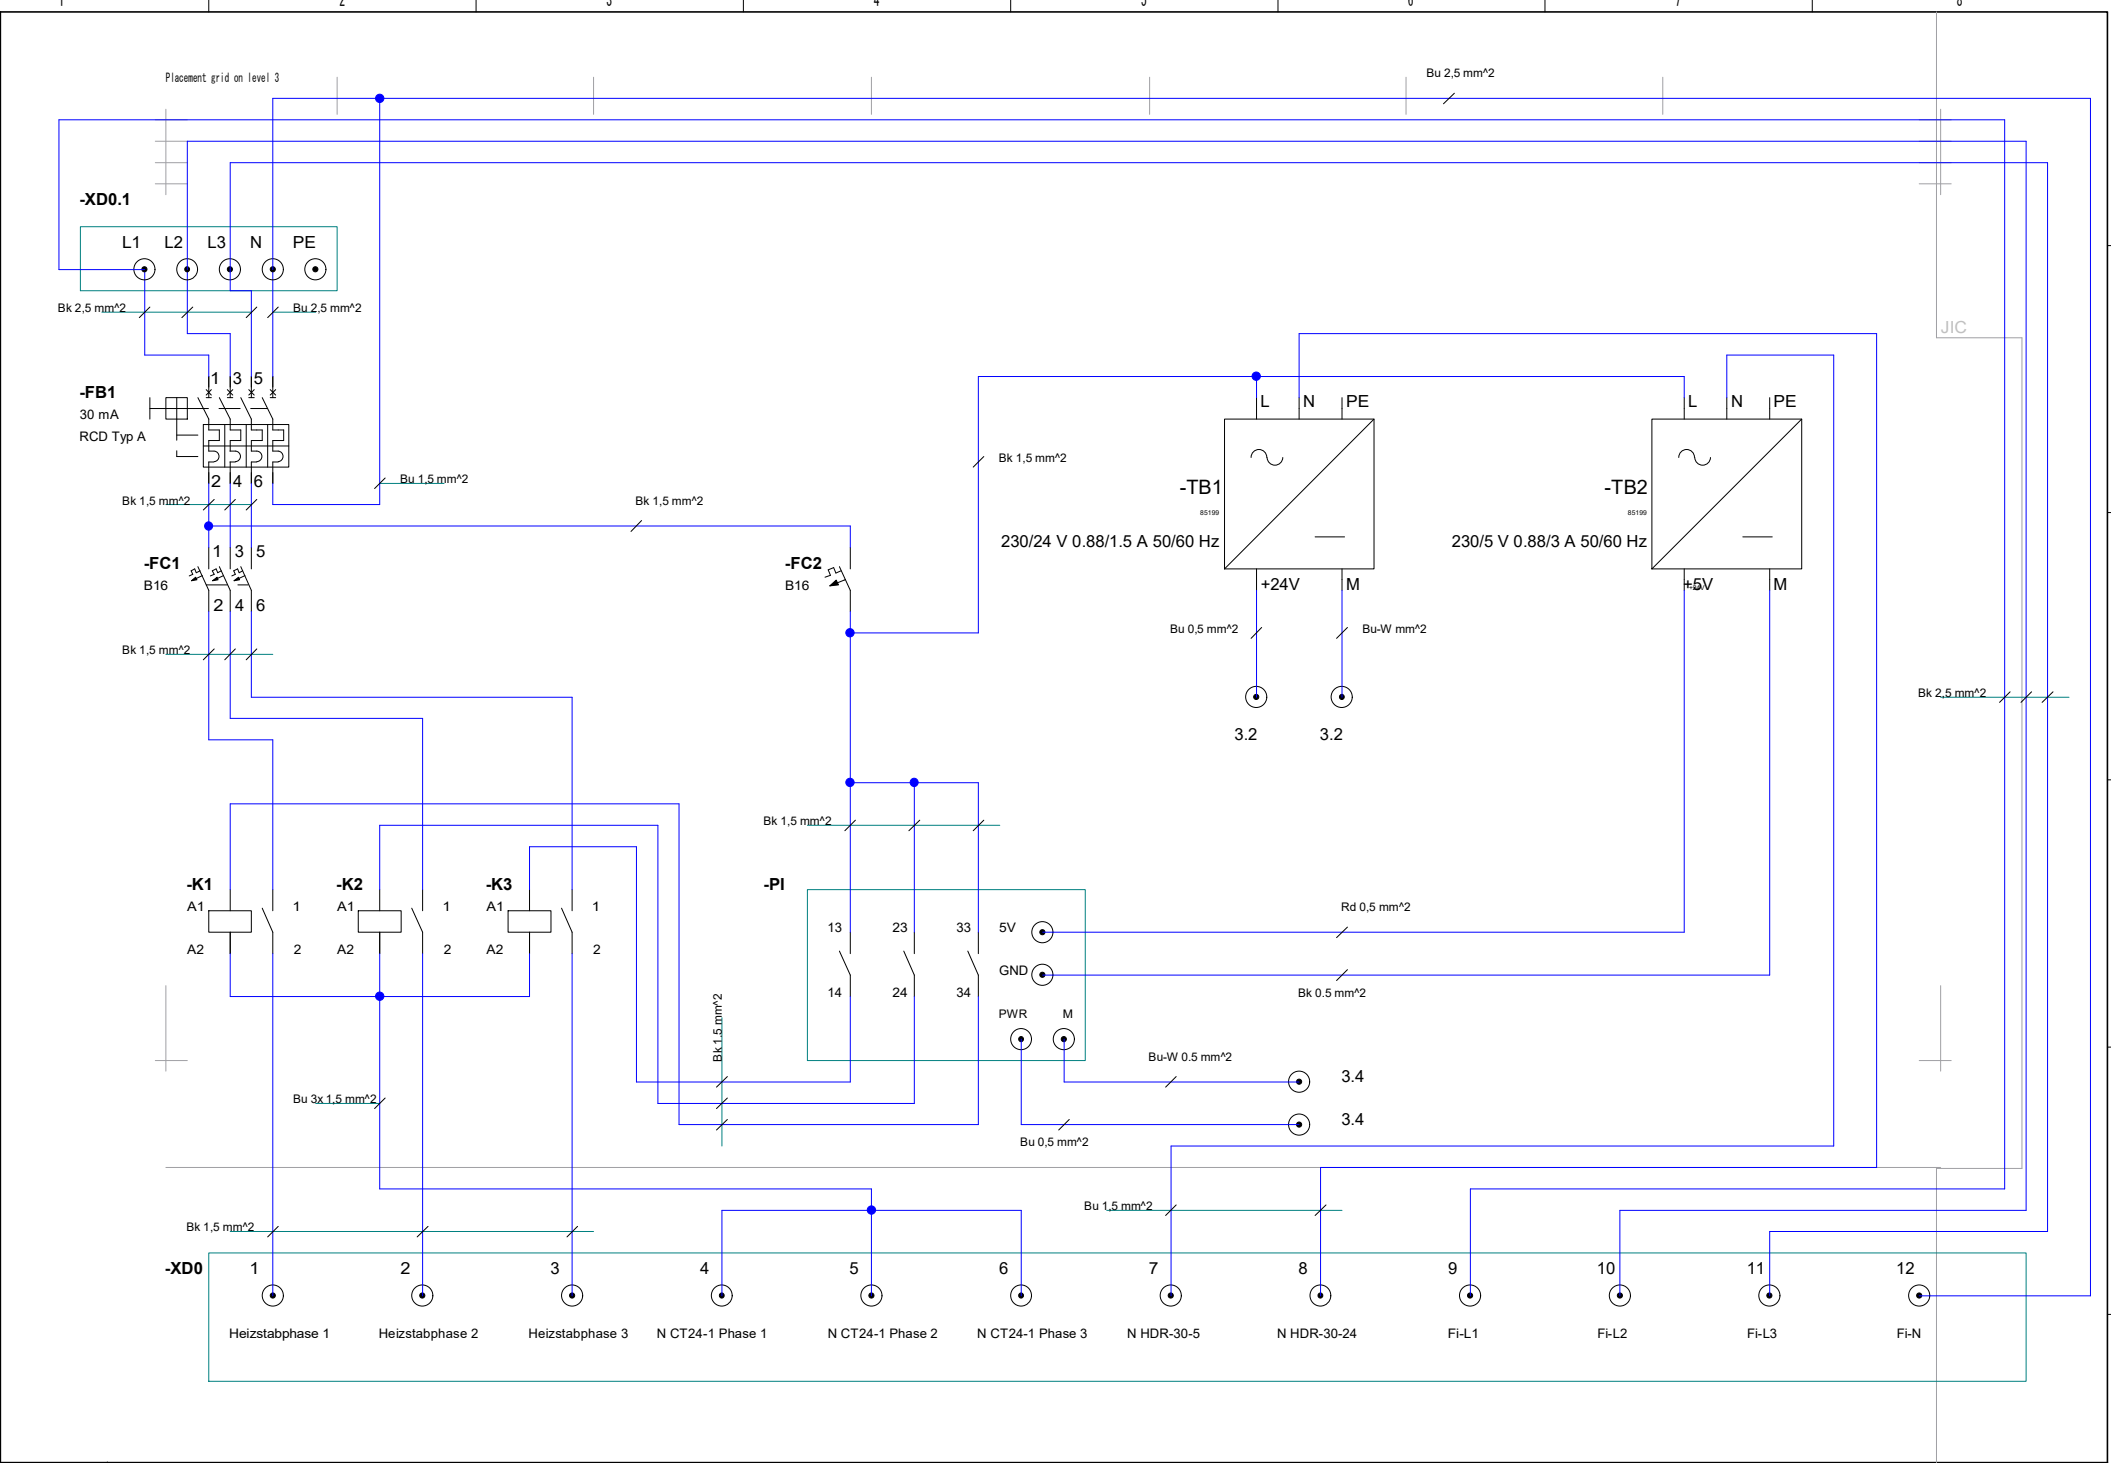 1 2 3 4 5 6 7 8
Placement grid on level 3
Bu 2,5 mm^2
-XD0.1
L1 L2 L3 N PE
Bk 2,5 mm^2
Bu 2,5 mm^2
JIC
-FB1
30 mA
RCD Typ A
1 3 5
2 4 6
Bk 1,5 mm^2
Bu 1,5 mm^2
Bk 1,5 mm^2
Bk 1,5 mm^2
L N PE
-TB1
85199
230/24 V 0.88/1.5 A 50/60 Hz
+24V M
L N PE
-TB2
85199
230/5 V 0.88/3 A 50/60 Hz
+5V M
-FC1
B16
1 3 5
2 4 6
-FC2
B16
Bk 1,5 mm^2
Bu 0,5 mm^2
Bu-W mm^2
3.2 3.2
Bk 2,5 mm^2
Bk 1,5 mm^2
-K1
A1 1
A2 2
-K2
A1 1
A2 2
-K3
A1 1
A2 2
-PI
13 23 33 5V
GND
14 24 34
PWR M
Rd 0,5 mm^2
Bk 0.5 mm^2
Bk 1.5 mm^2
Bu-W 0.5 mm^2
3.4
3.4
Bu 0,5 mm^2
Bu 3x 1,5 mm^2
Bu 1,5 mm^2
Bk 1,5 mm^2
-XD0 1 2 3 4 5 6 7 8 9 10 11 12
Heizstabphase 1 Heizstabphase 2 Heizstabphase 3 N CT24-1 Phase 1 N CT24-1 Phase 2 N CT24-1 Phase 3 N HDR-30-5 N HDR-30-24 Fi-L1 Fi-L2 Fi-L3 Fi-N